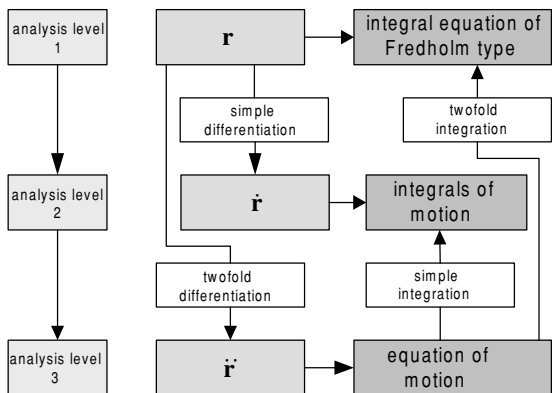 analysis level
1
r
integral equation of
Fredholm type
simple
differentiation
twofold
integration
analysis level
2
ṙ
integrals of
motion
twofold
differentiation
simple
integration
analysis level
3
r̈
equation of
motion